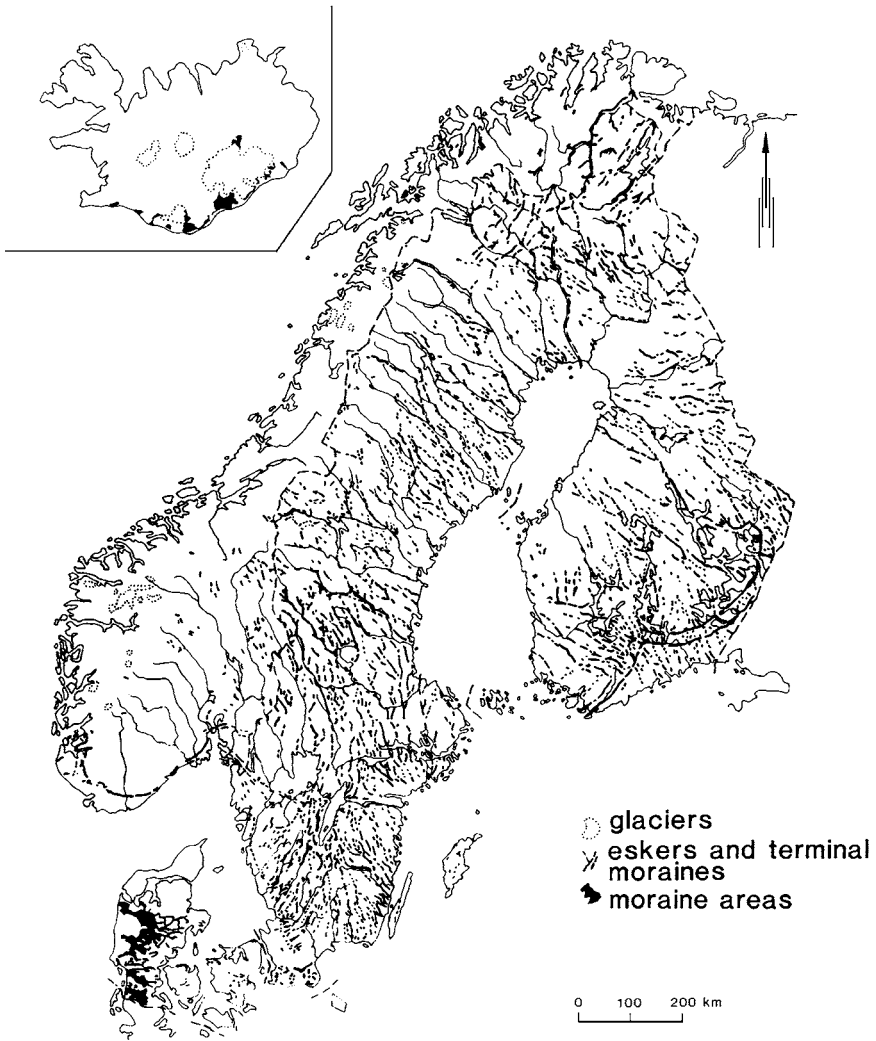 glaciers
eskers and terminal
moraines
moraine areas
0 100 200 km